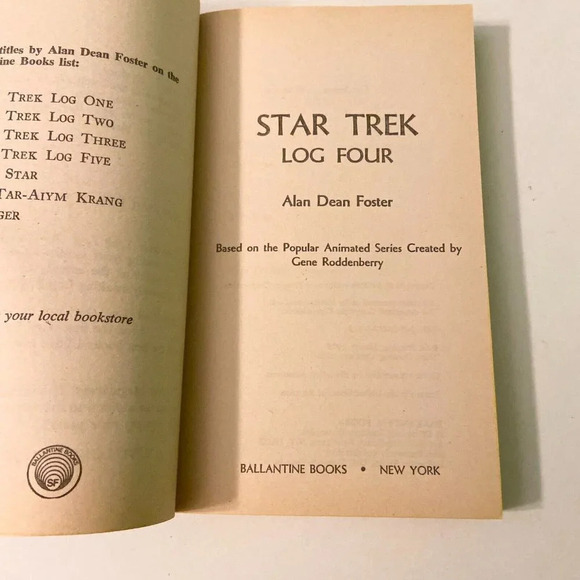 titles by Alan Dean Foster on the
ine Books list:
TREK LOG ONE
TREK LOG TWO
TREK LOG THREE
TREK LOG FIVE
STAR
TAR-AIYM KRANG
GER
your local bookstore
BALLANTINE BOOKS
SF
STAR TREK
LOG FOUR
Alan Dean Foster
Based on the Popular Animated Series Created by
Gene Roddenberry
BALLANTINE BOOKS • NEW YORK